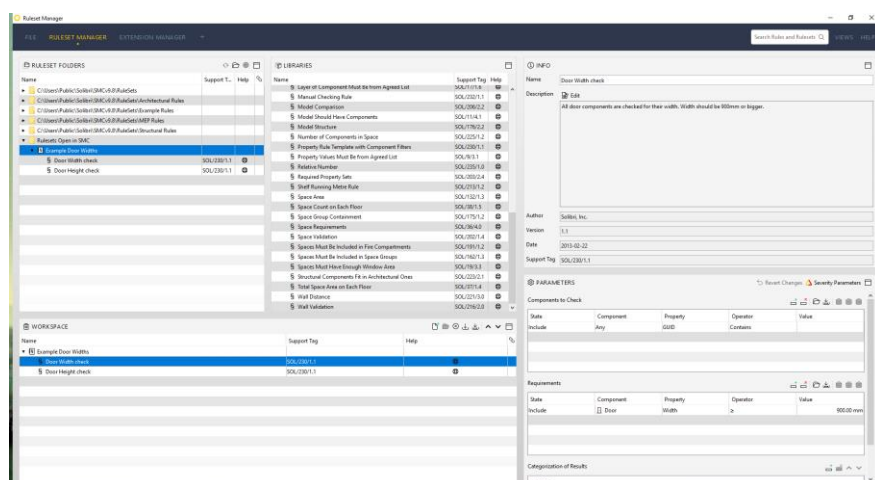 Ruleset Manager
FILE RULESET MANAGER EXTENSION MANAGER
Search Rules and Rulesets
VIEWS HELP
RULESET FOLDERS
Name Support T... Help
C:\Users\Public\Solibri\SMCv9.8\RuleSets
C:\Users\Public\Solibri\SMCv9.8\RuleSets\Architectural Rules
C:\Users\Public\Solibri\SMCv9.8\RuleSets\Example Rules
C:\Users\Public\Solibri\SMCv9.8\RuleSets\MEP Rules
C:\Users\Public\Solibri\SMCv9.8\RuleSets\Structural Rules
Rulesets Open in SMC
Example Door Widths
§ Door Width check SOL/230/1.1
§ Door Height check SOL/230/1.1
LIBRARIES
Name Support Tag Help
§ Layer of Component Must Be from Agreed List SOL/171/1.6
§ Manual Checking Rule SOL/232/1.1
§ Model Comparison SOL/206/2.2
§ Model Should Have Components SOL/11/4.1
§ Model Structure SOL/176/2.2
§ Number of Components in Space SOL/225/1.2
§ Property Rule Template with Component Filters SOL/230/1.1
§ Property Values Must Be from Agreed List SOL/9/3.1
§ Relative Number SOL/235/1.0
§ Required Property Sets SOL/203/2.4
§ Shelf Running Metre Rule SOL/213/1.2
§ Space Area SOL/132/1.3
§ Space Count on Each Floor SOL/38/1.5
§ Space Group Containment SOL/175/1.2
§ Space Requirements SOL/36/4.0
§ Space Validation SOL/202/1.4
§ Spaces Must Be Included in Fire Compartments SOL/191/1.2
§ Spaces Must Be Included in Space Groups SOL/162/1.3
§ Spaces Must Have Enough Window Area SOL/19/3.3
§ Structural Components Fit in Architectural Ones SOL/223/2.1
§ Total Space Area on Each Floor SOL/37/1.4
§ Wall Distance SOL/221/3.0
§ Wall Validation SOL/216/2.0
WORKSPACE
Name Support Tag Help
Example Door Widths
§ Door Width check SOL/230/1.1
§ Door Height check SOL/230/1.1
INFO
Name Door Width check
Description Edit
All door components are checked for their width. Width should be 900mm or bigger.
Author Solibri, Inc.
Version 1.1
Date 2015-02-22
Support Tag SOL/230/1.1
PARAMETERS Revert Changes Severity Parameters
Components to Check
State Component Property Operator Value
Include Any GUID Contains
Requirements
State Component Property Operator Value
Include Door Width ≥ 900.00 mm
Categorization of Results